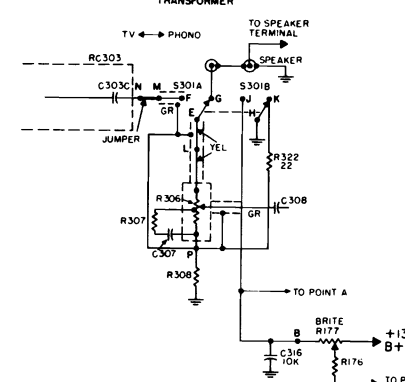 TRANSFORMER
TO SPEAKER
TERMINAL
TV PHONO
RC303
SPEAKER
C303C N M S301A
F G S301B J K
GR E H
JUMPER
L YEL
R322
22
R306
C308
R307 GR
C307 P
R308
TO POINT A
BRITE
B R177 +13
B+
C316
10K R176
TO P